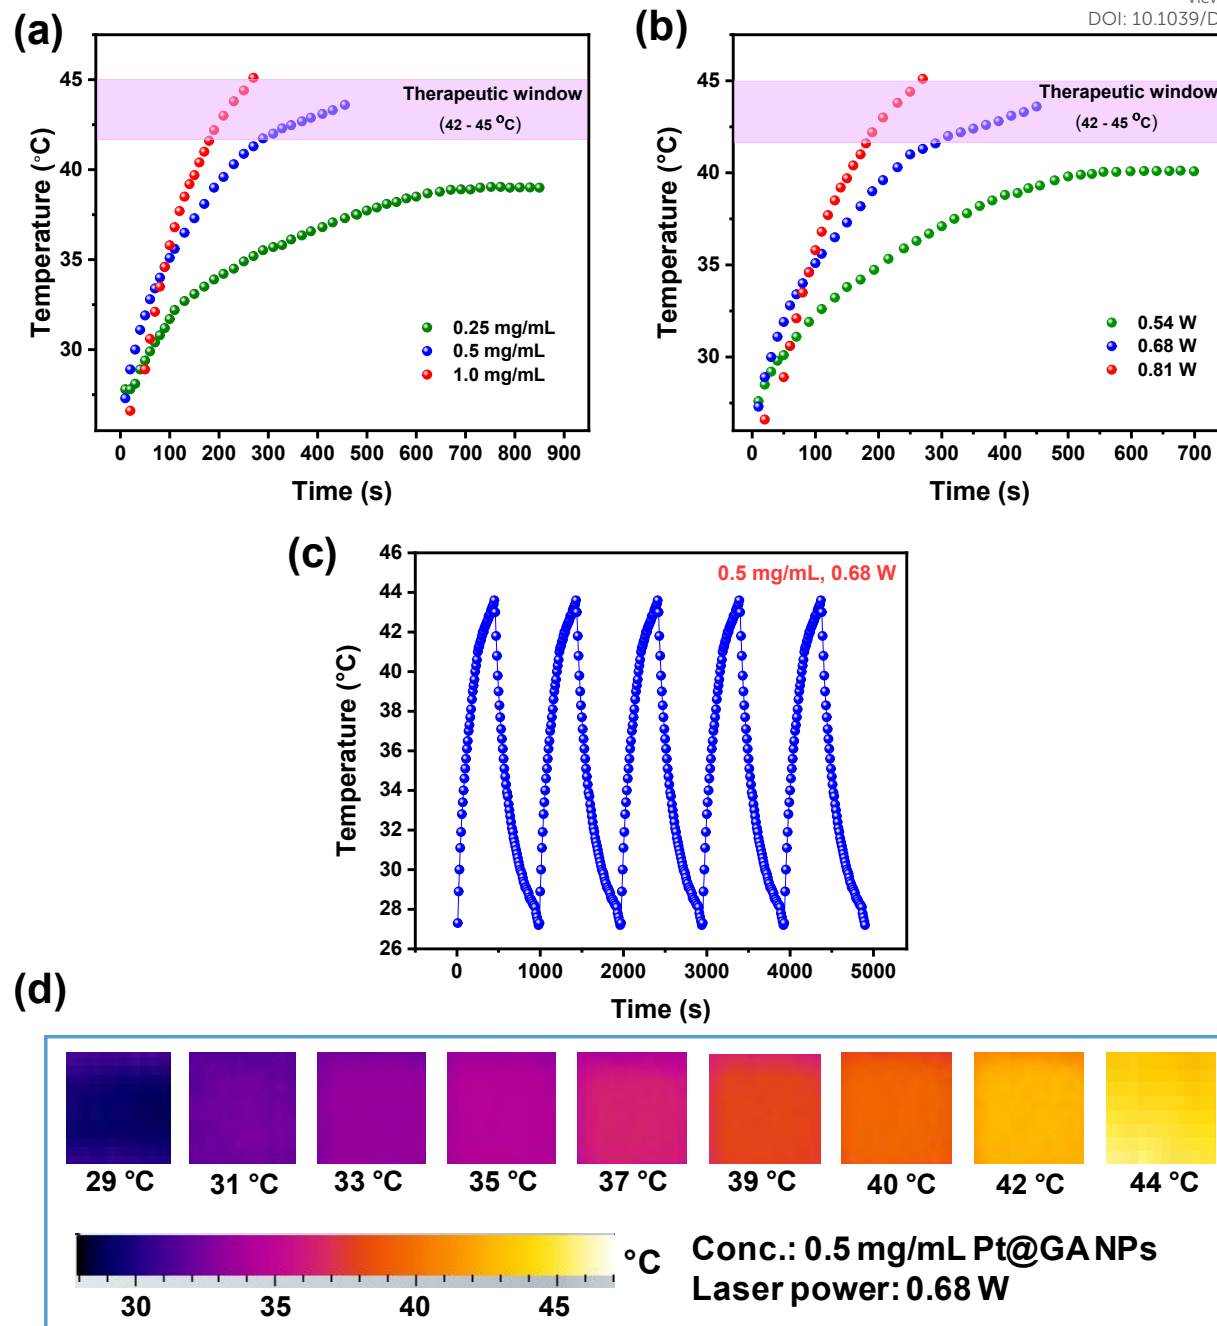 View
DOI: 10.1039/D
(a)
45
40
35
30
Temperature (°C)
Therapeutic window
(42 - 45 °C)
0.25 mg/mL
0.5 mg/mL
1.0 mg/mL
0 100 200 300 400 500 600 700 800 900
Time (s)
(b)
45
40
35
30
Temperature (°C)
Therapeutic window
(42 - 45 °C)
0.54 W
0.68 W
0.81 W
0 100 200 300 400 500 600 700
Time (s)
(c)
46
44
42
40
38
36
34
32
30
28
26
Temperature (°C)
0.5 mg/mL, 0.68 W
0 1000 2000 3000 4000 5000
Time (s)
(d)
29 °C 31 °C 33 °C 35 °C 37 °C 39 °C 40 °C 42 °C 44 °C
°C
30 35 40 45
Conc.: 0.5 mg/mL Pt@GA NPs
Laser power: 0.68 W